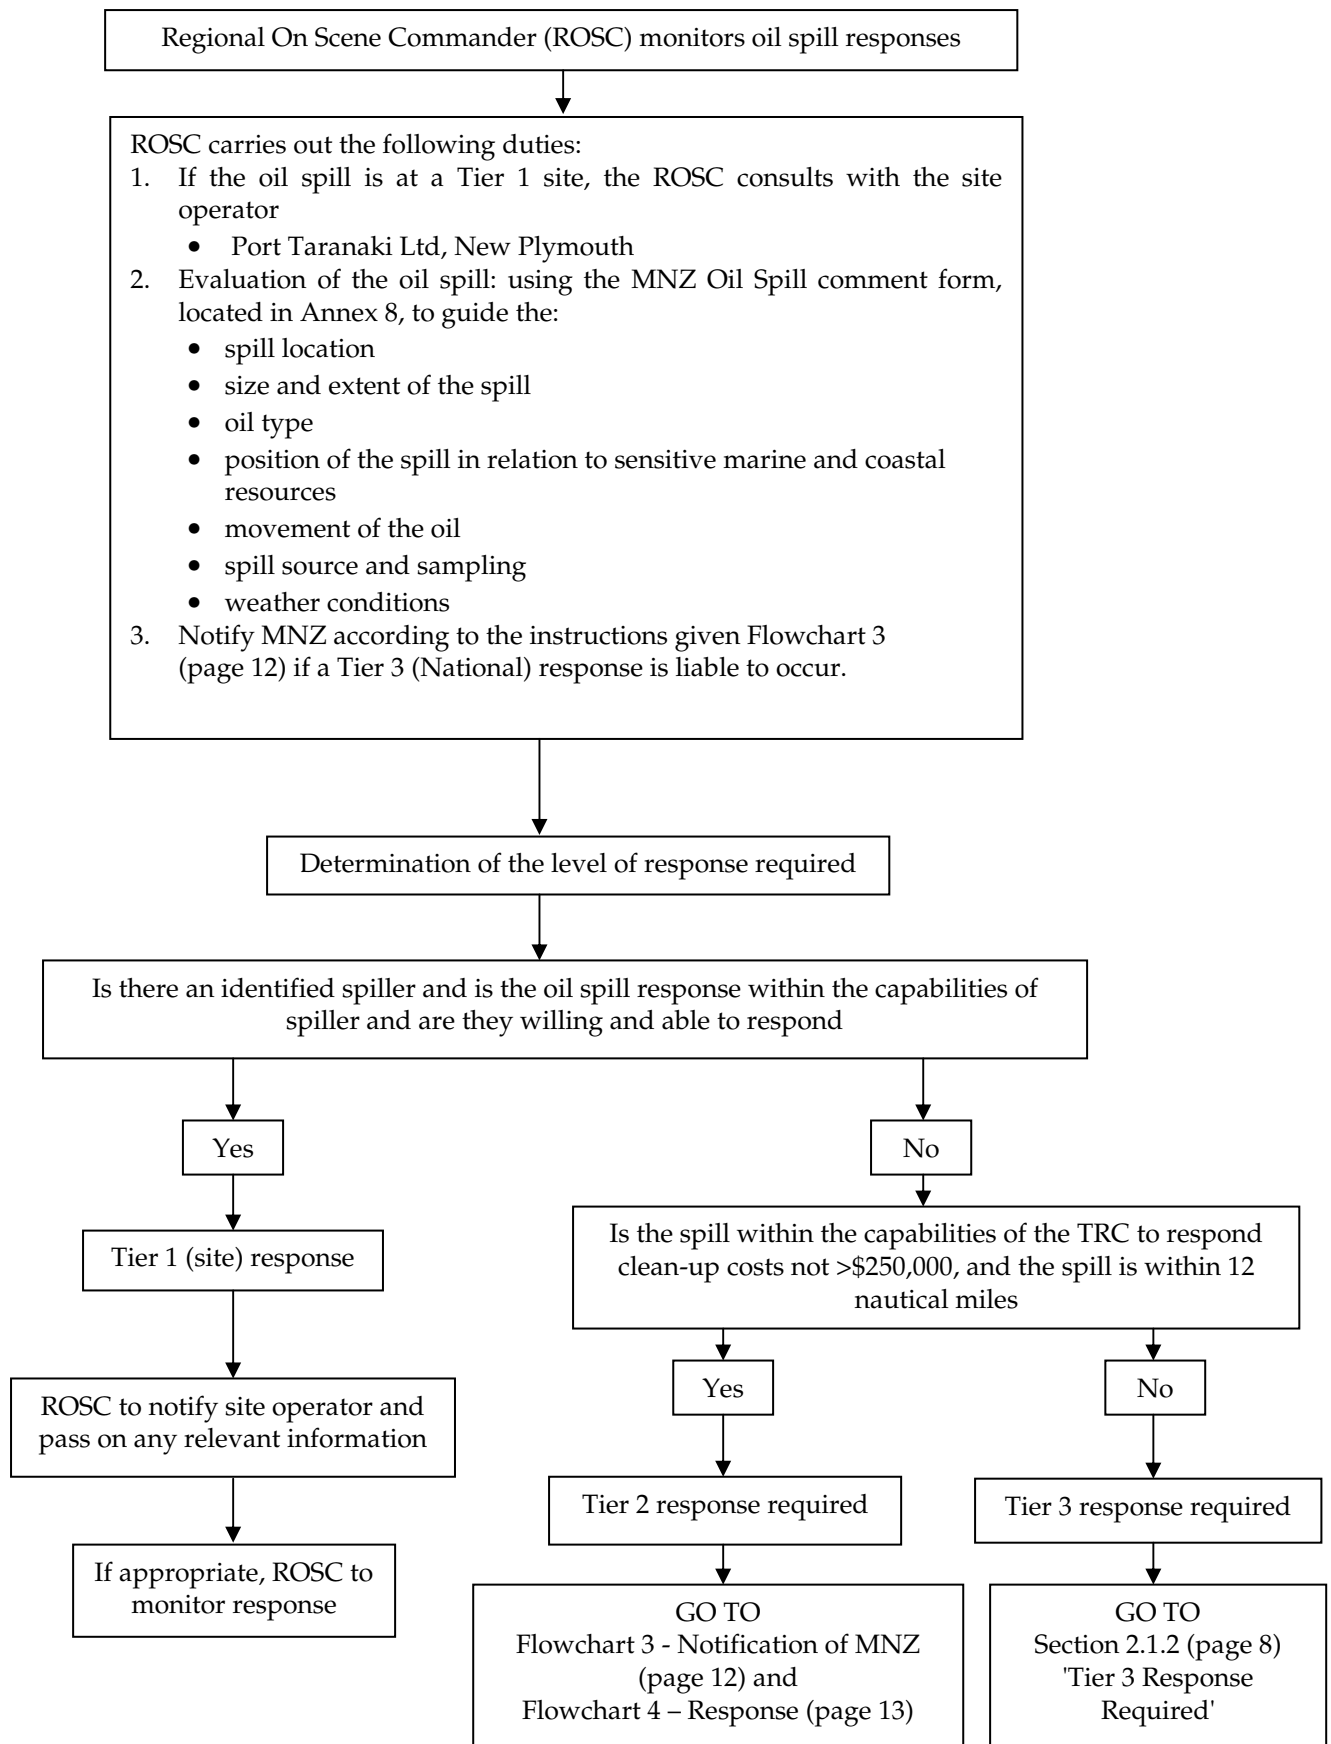 Regional On Scene Commander (ROSC) monitors oil spill responses
ROSC carries out the following duties:
1. If the oil spill is at a Tier 1 site, the ROSC consults with the site
operator
• Port Taranaki Ltd, New Plymouth
2. Evaluation of the oil spill: using the MNZ Oil Spill comment form,
located in Annex 8, to guide the:
• spill location
• size and extent of the spill
• oil type
• position of the spill in relation to sensitive marine and coastal
resources
• movement of the oil
• spill source and sampling
• weather conditions
3. Notify MNZ according to the instructions given Flowchart 3
(page 12) if a Tier 3 (National) response is liable to occur.
Determination of the level of response required
Is there an identified spiller and is the oil spill response within the capabilities of
spiller and are they willing and able to respond
Yes
No
Tier 1 (site) response
Is the spill within the capabilities of the TRC to respond
clean-up costs not >$250,000, and the spill is within 12
nautical miles
Yes
No
ROSC to notify site operator and
pass on any relevant information
Tier 2 response required
Tier 3 response required
If appropriate, ROSC to
monitor response
GO TO
Flowchart 3 - Notification of MNZ
(page 12) and
Flowchart 4 – Response (page 13)
GO TO
Section 2.1.2 (page 8)
'Tier 3 Response
Required'